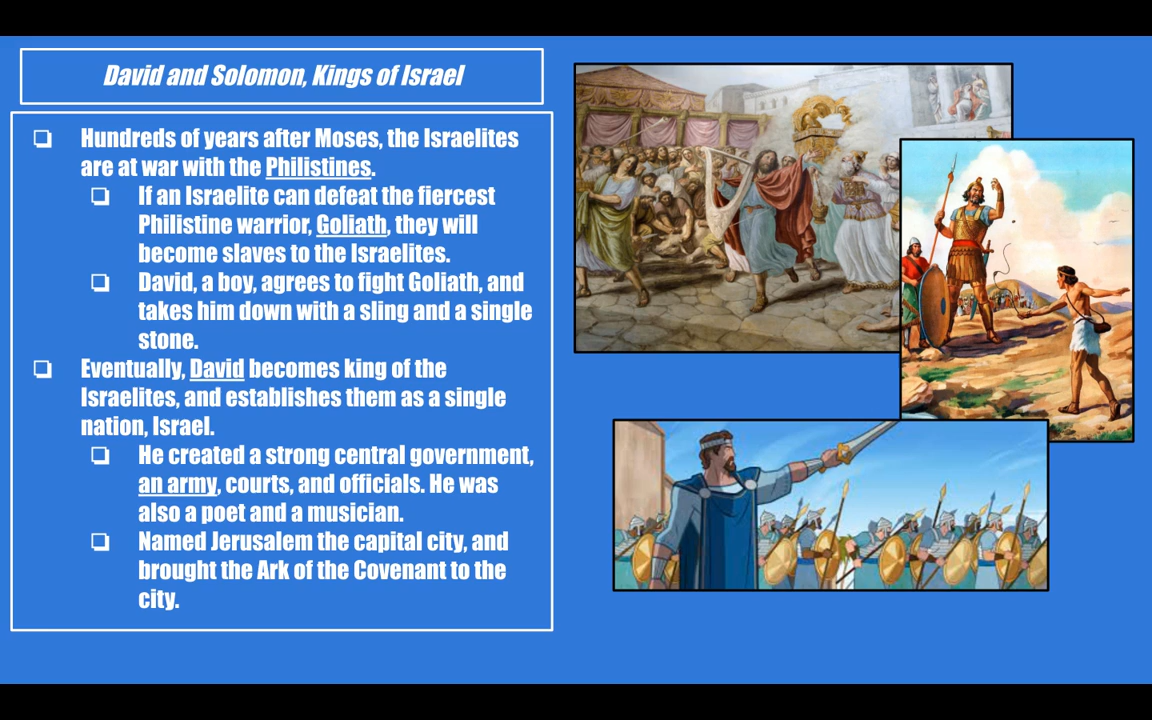 David and Solomon, Kings of Israel
Hundreds of years after Moses, the Israelites
are at war with the Philistines.
If an Israelite can defeat the fiercest
Philistine warrior, Goliath, they will
become slaves to the Israelites.
David, a boy, agrees to fight Goliath, and
takes him down with a sling and a single
stone.
Eventually, David becomes king of the
Israelites, and establishes them as a single
nation, Israel.
He created a strong central government,
an army, courts, and officials. He was
also a poet and a musician.
Named Jerusalem the capital city, and
brought the Ark of the Covenant to the
city.